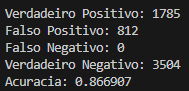 Verdadeiro Positivo: 1785
Falso Positivo: 812
Falso Negativo: 0
Verdadeiro Negativo: 3504
Acuracia: 0.866907